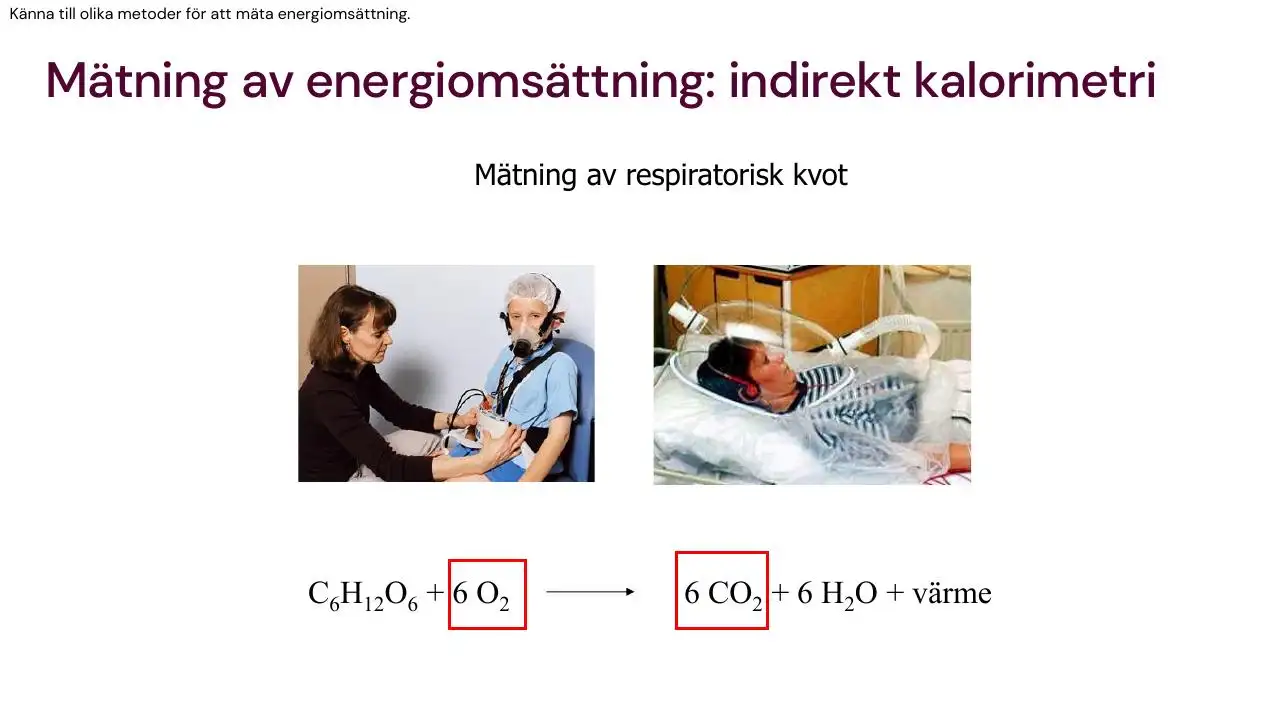 Känna till olika metoder för att mäta energiomsättning.
Mätning av energiomsättning: indirekt kalorimetri
Mätning av respiratorisk kvot
C₆H₁₂O₆ + 6 O₂ → 6 CO₂ + 6 H₂O + värme